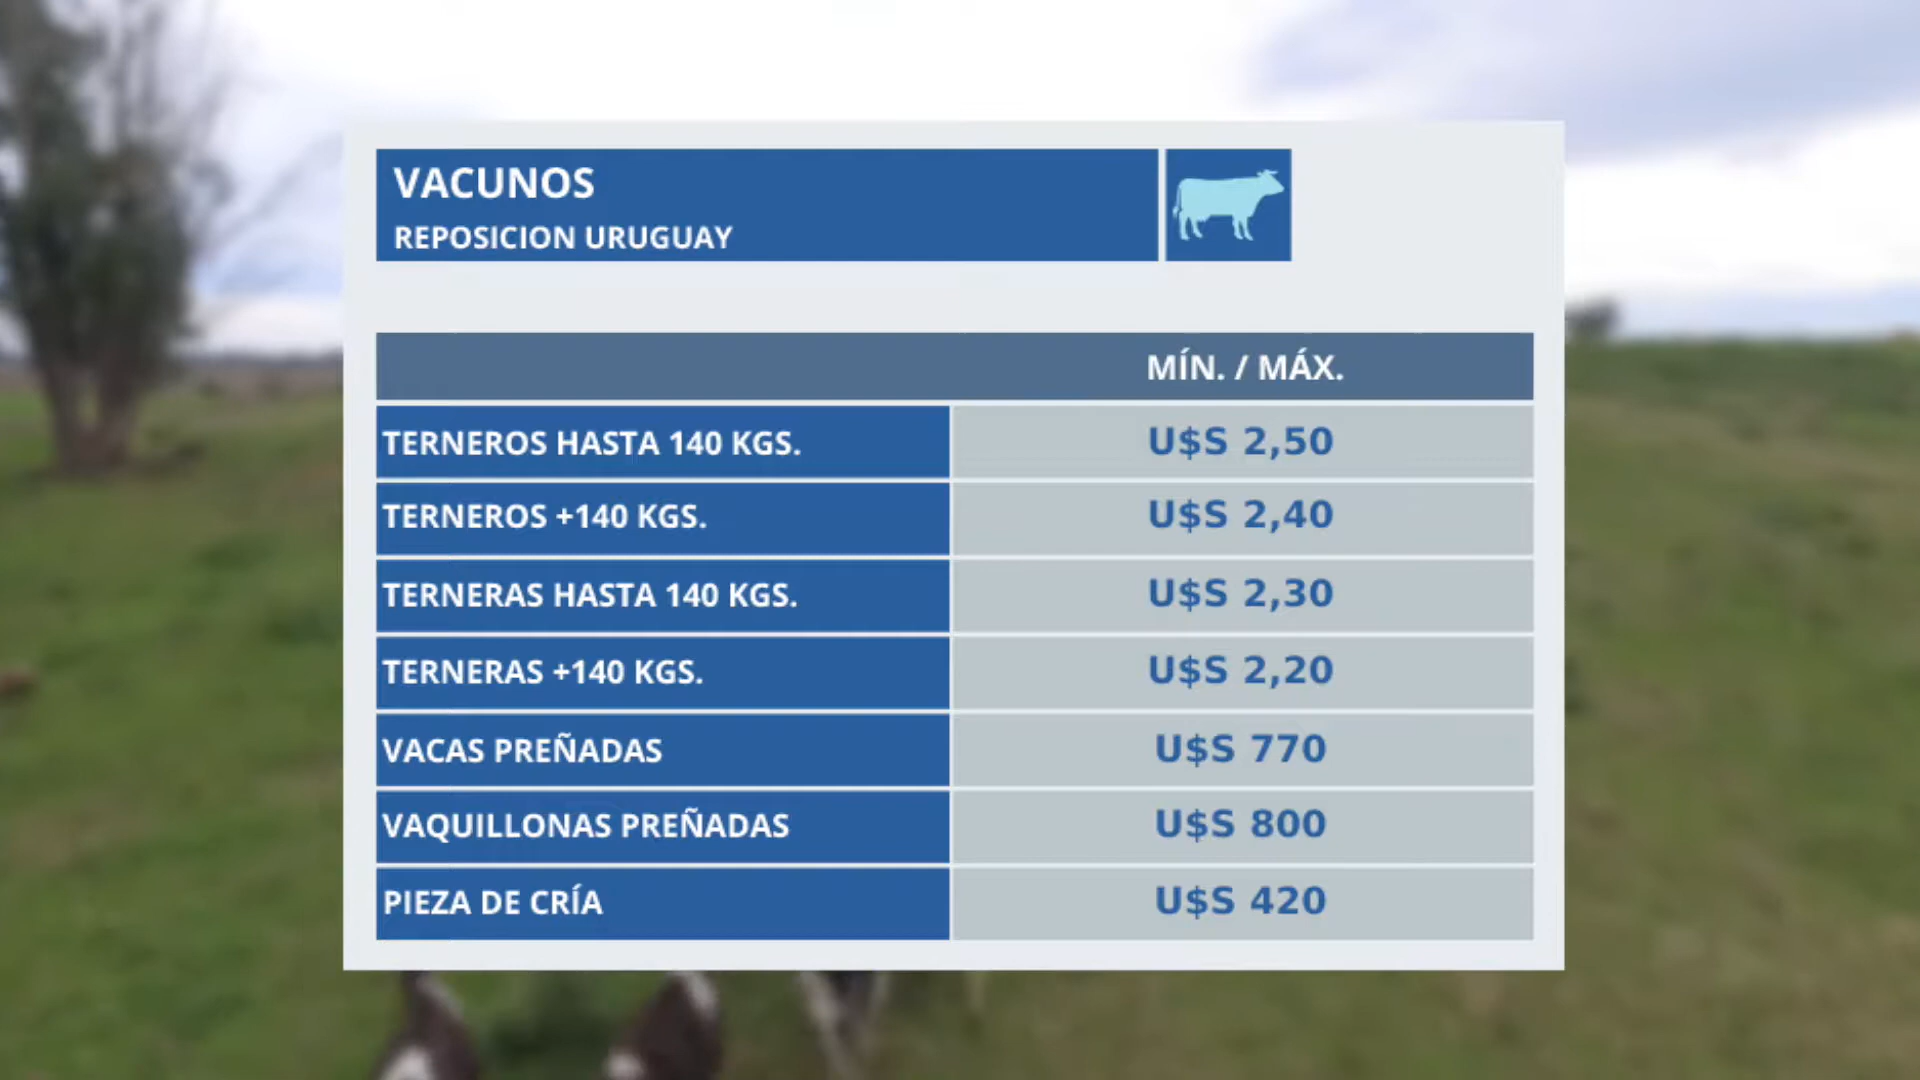 VACUNOS
REPOSICION URUGUAY
MÍN. / MÁX.
TERNEROS HASTA 140 KGS. U$S 2,50
TERNEROS +140 KGS. U$S 2,40
TERNERAS HASTA 140 KGS. U$S 2,30
TERNERAS +140 KGS. U$S 2,20
VACAS PREÑADAS U$S 770
VAQUILLONAS PREÑADAS U$S 800
PIEZA DE CRÍA U$S 420